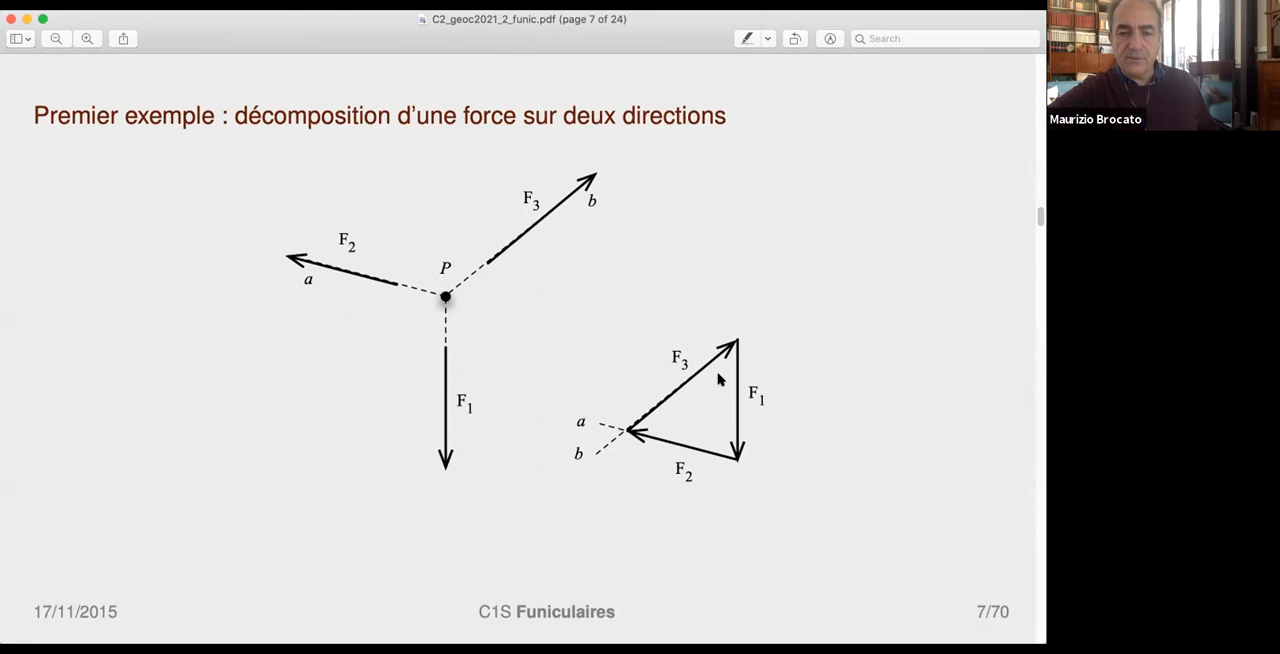 C2_geoc2021_2_funic.pdf (page 7 of 24)
Search
Maurizio Brocato
Premier exemple : décomposition d'une force sur deux directions
F3
b
F2
a
P
F1
F3
F1
a
b
F2
17/11/2015
C1S Funiculaires
7/70